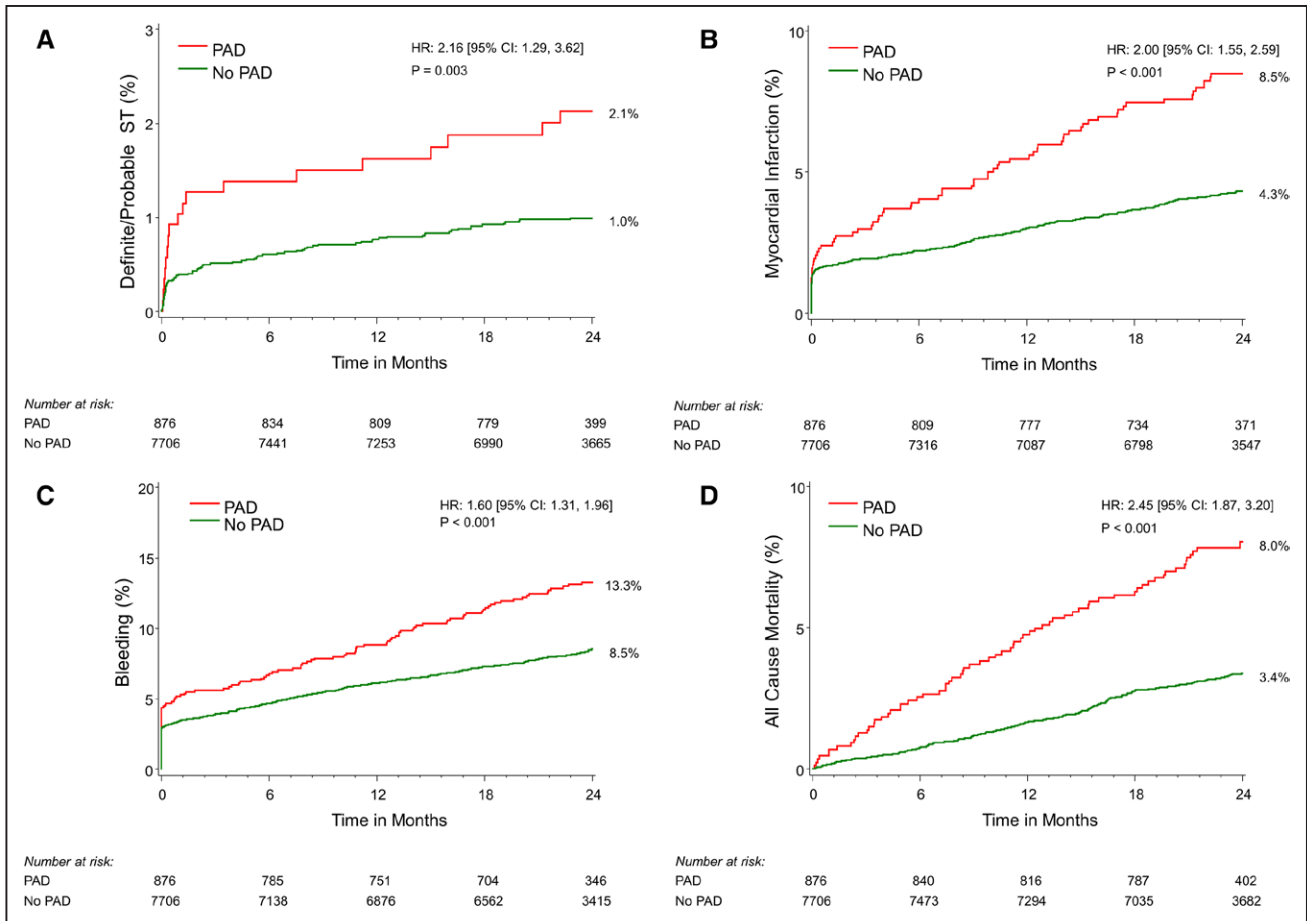 A
PAD
No PAD
HR: 2.16 [95% CI: 1.29, 3.62]
P = 0.003
Definite/Probable ST (%)
3
2
1
0
2.1%
1.0%
0 6 12 18 24
Time in Months
Number at risk:
PAD 876 834 809 779 399
No PAD 7706 7441 7253 6990 3665
B
PAD
No PAD
HR: 2.00 [95% CI: 1.55, 2.59]
P < 0.001
Myocardial Infarction (%)
10
5
0
8.5%
4.3%
0 6 12 18 24
Time in Months
Number at risk:
PAD 876 809 777 734 371
No PAD 7706 7316 7087 6798 3547
C
PAD
No PAD
HR: 1.60 [95% CI: 1.31, 1.96]
P < 0.001
Bleeding (%)
20
15
10
5
0
13.3%
8.5%
0 6 12 18 24
Time in Months
Number at risk:
PAD 876 785 751 704 346
No PAD 7706 7138 6876 6562 3415
D
PAD
No PAD
HR: 2.45 [95% CI: 1.87, 3.20]
P < 0.001
All Cause Mortality (%)
10
5
0
8.0%
3.4%
0 6 12 18 24
Time in Months
Number at risk:
PAD 876 840 816 787 402
No PAD 7706 7473 7294 7035 3682